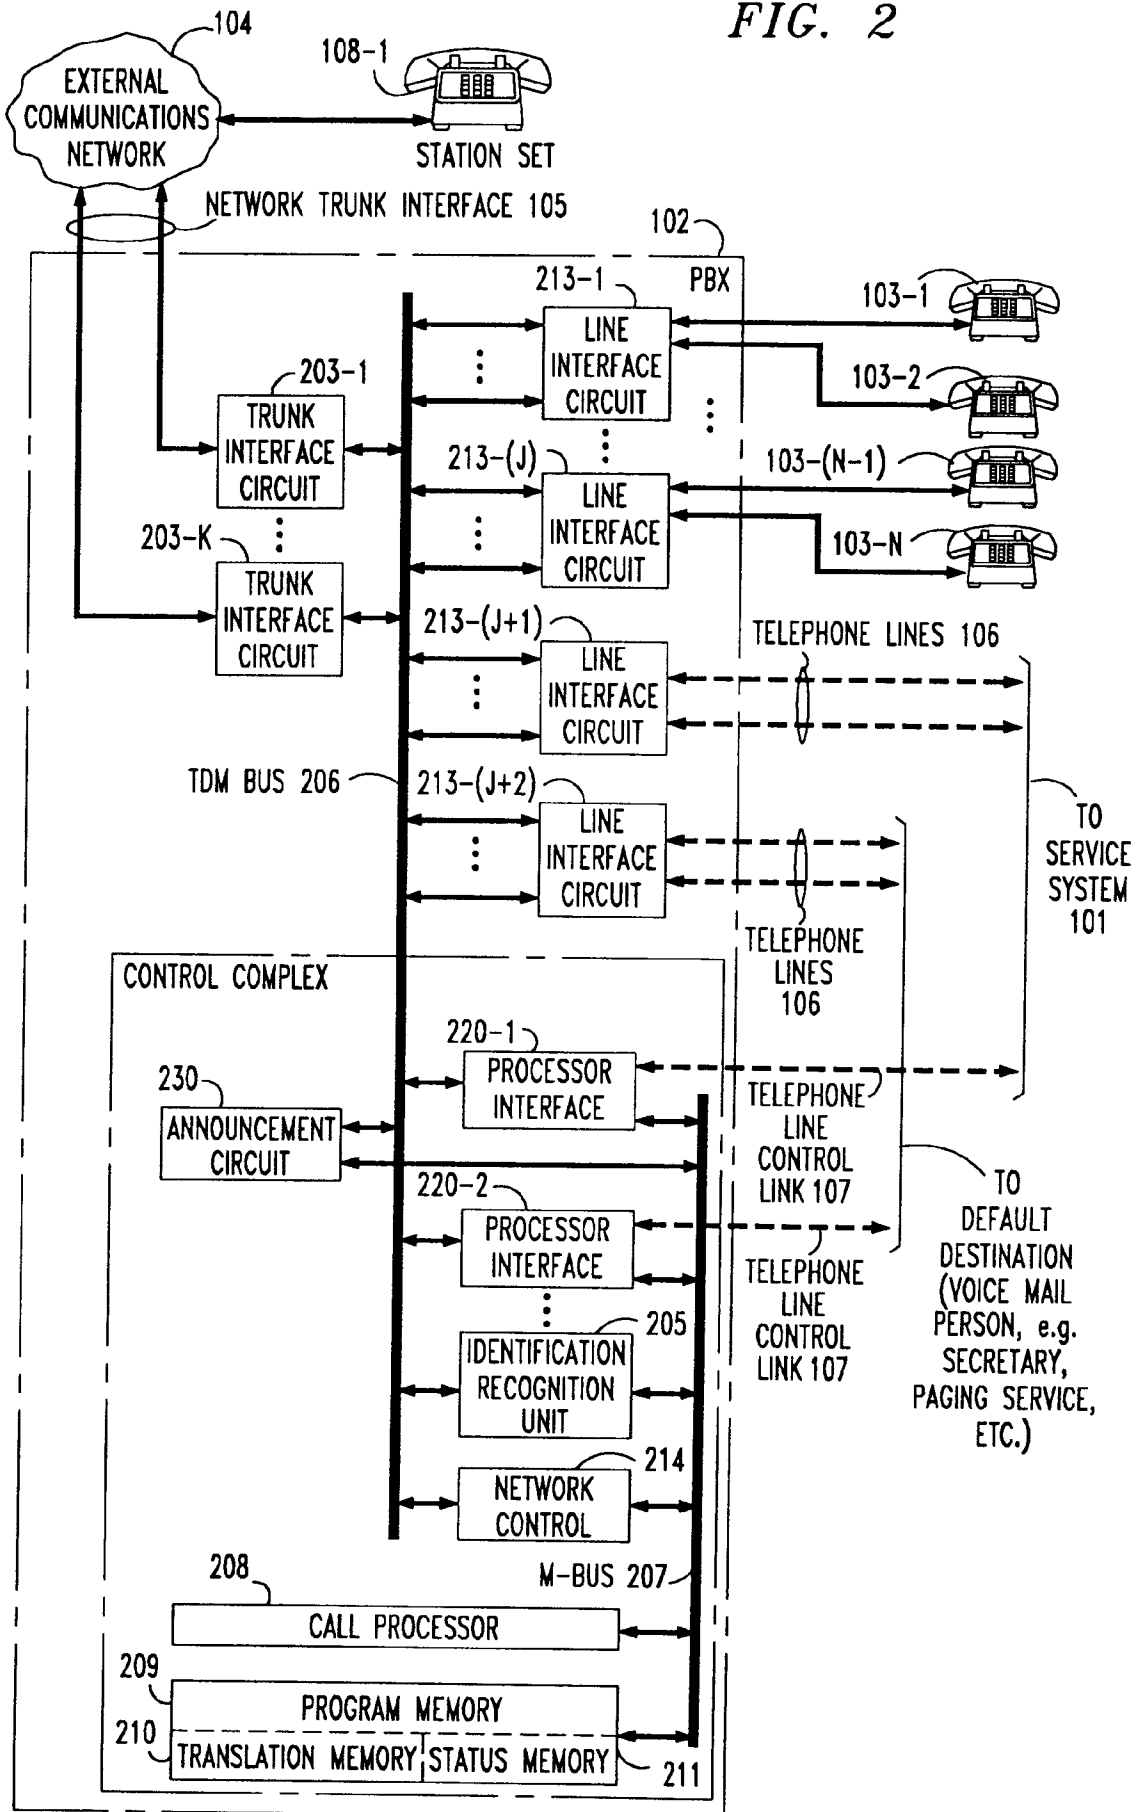 FIG. 2
104
108-1
EXTERNAL
COMMUNICATIONS
NETWORK
STATION SET
NETWORK TRUNK INTERFACE 105
102
PBX
213-1
LINE
INTERFACE
CIRCUIT
103-1
103-2
203-1
TRUNK
INTERFACE
CIRCUIT
213-(J)
LINE
INTERFACE
CIRCUIT
103-(N-1)
103-N
203-K
TRUNK
INTERFACE
CIRCUIT
213-(J+1)
LINE
INTERFACE
CIRCUIT
TELEPHONE LINES 106
TDM BUS 206
213-(J+2)
LINE
INTERFACE
CIRCUIT
TELEPHONE
LINES
106
TO
SERVICE
SYSTEM
101
CONTROL COMPLEX
220-1
PROCESSOR
INTERFACE
230
ANNOUNCEMENT
CIRCUIT
TELEPHONE
LINE
CONTROL
LINK 107
220-2
PROCESSOR
INTERFACE
TELEPHONE
LINE
CONTROL
LINK 107
TO
DEFAULT
DESTINATION
(VOICE MAIL
PERSON, e.g.
SECRETARY,
PAGING SERVICE,
ETC.)
205
IDENTIFICATION
RECOGNITION
UNIT
214
NETWORK
CONTROL
M-BUS 207
208
CALL PROCESSOR
209
PROGRAM MEMORY
210
TRANSLATION MEMORY
STATUS MEMORY
211